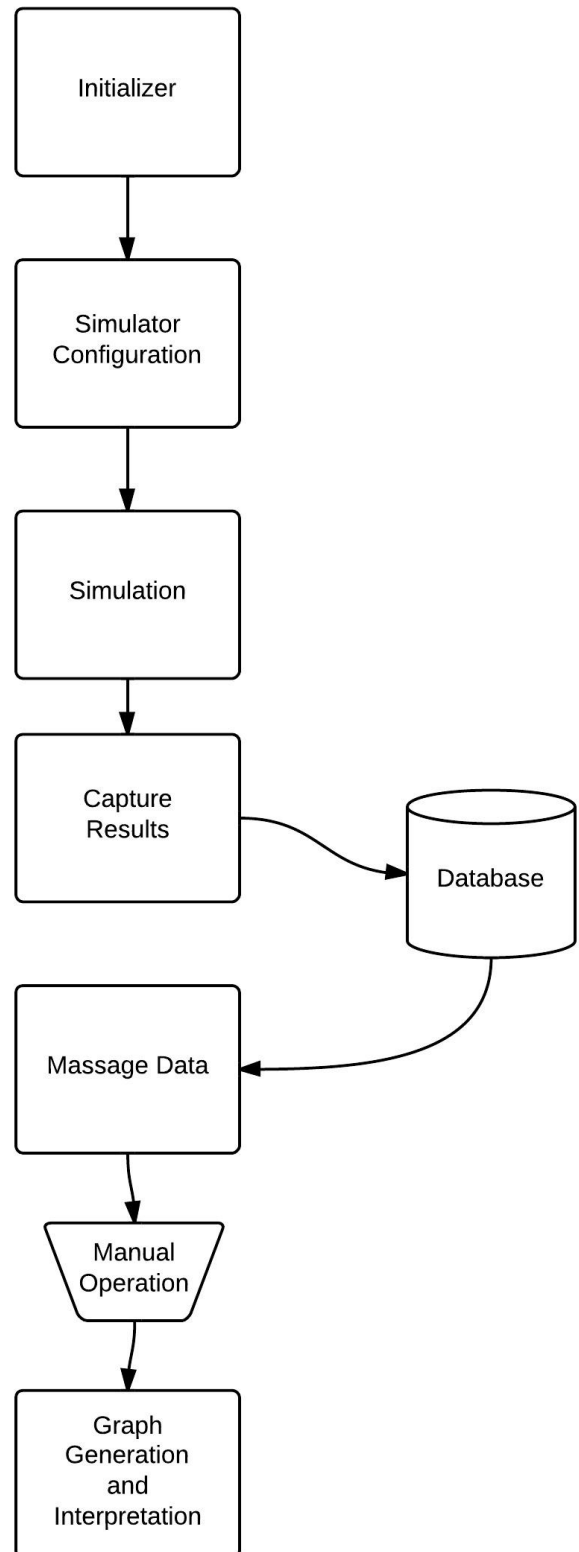 Initializer
Simulator
Configuration
Simulation
Capture
Results
Database
Massage Data
Manual
Operation
Graph
Generation
and
Interpretation